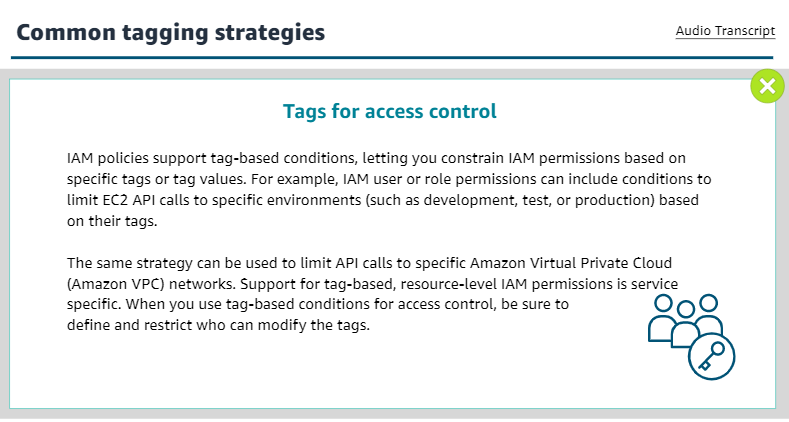 Common tagging strategies
Audio Transcript
Tags for access control
IAM policies support tag-based conditions, letting you constrain IAM permissions based on
specific tags or tag values. For example, IAM user or role permissions can include conditions to
limit EC2 API calls to specific environments (such as development, test, or production) based
on their tags.
The same strategy can be used to limit API calls to specific Amazon Virtual Private Cloud
(Amazon VPC) networks. Support for tag-based, resource-level IAM permissions is service
specific. When you use tag-based conditions for access control, be sure to
define and restrict who can modify the tags.